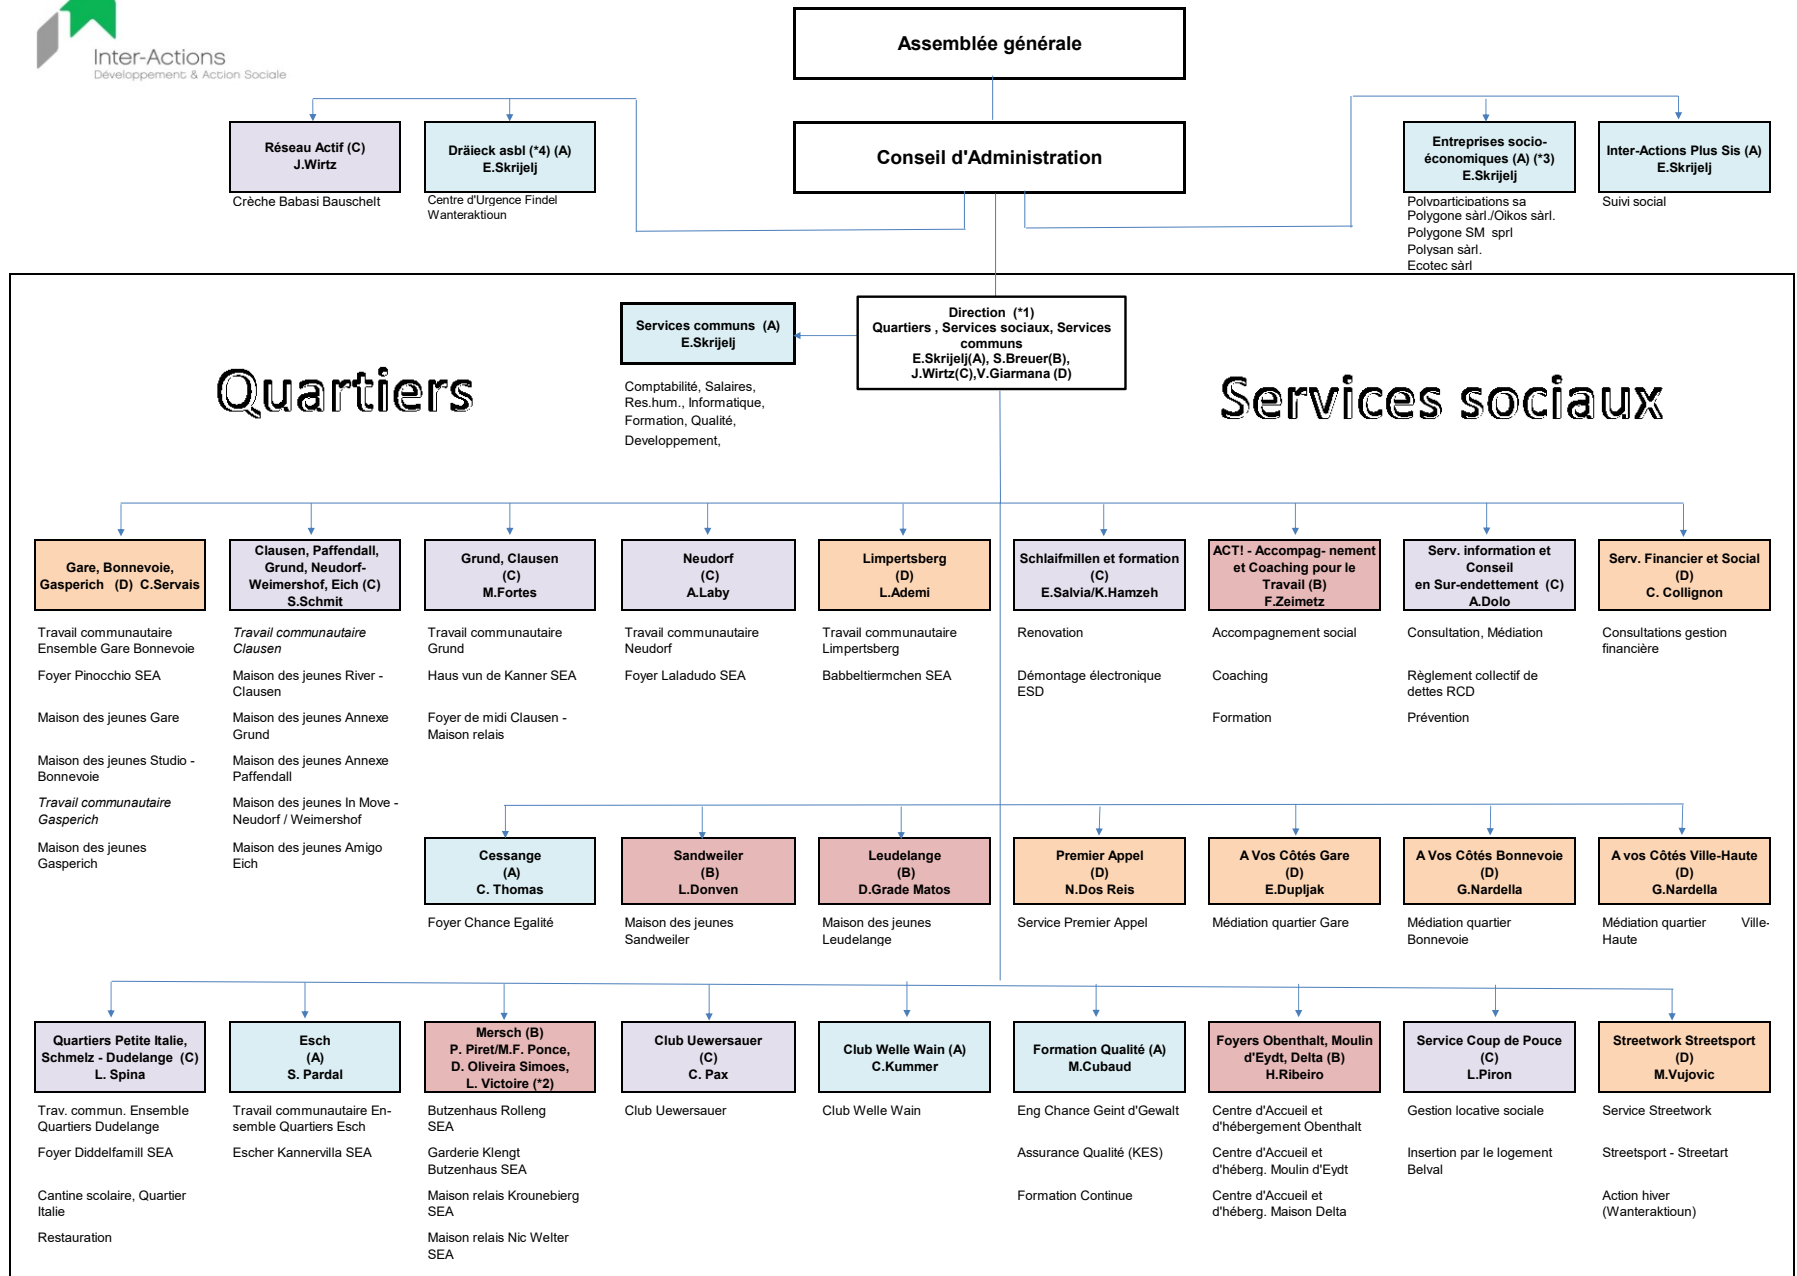 Inter-Actions
Développement & Action Sociale
Assemblée générale
Conseil d'Administration
Réseau Actif (C)
J.Wirtz
Crèche Babasi Bauschelt
Dräieck asbl (*4) (A)
E.Skrijelj
Centre d'Urgence Findel
Wanteraktioun
Entreprises socio-
économiques (A) (*3)
E.Skrijelj
Polyparticipations sa
Polygone sàrl./Oikos sàrl.
Polygone SM sprl
Polysan sàrl.
Ecotec sàrl
Inter-Actions Plus Sis (A)
E.Skrijelj
Suivi social
Services communs (A)
E.Skrijelj
Comptabilité, Salaires,
Res.hum., Informatique,
Formation, Qualité,
Developpement,
Direction (*1)
Quartiers , Services sociaux, Services
communs
E.Skrijelj(A), S.Breuer(B),
J.Wirtz(C),V.Giarmana (D)
Quartiers
Services sociaux
Gare, Bonnevoie,
Gasperich (D) C.Servais
Travail communautaire
Ensemble Gare Bonnevoie
Foyer Pinocchio SEA
Maison des jeunes Gare
Maison des jeunes Studio -
Bonnevoie
Travail communautaire
Gasperich
Maison des jeunes
Gasperich
Clausen, Paffendall,
Grund, Neudorf-
Weimershof, Eich (C)
S.Schmit
Travail communautaire
Clausen
Maison des jeunes River -
Clausen
Maison des jeunes Annexe
Grund
Maison des jeunes Annexe
Paffendall
Maison des jeunes In Move -
Neudorf / Weimershof
Maison des jeunes Amigo
Eich
Grund, Clausen
(C)
M.Fortes
Travail communautaire
Grund
Haus vun de Kanner SEA
Foyer de midi Clausen -
Maison relais
Neudorf
(C)
A.Laby
Travail communautaire
Neudorf
Foyer Laladudo SEA
Limpertsberg
(D)
L.Ademi
Travail communautaire
Limpertsberg
Babbeltiermchen SEA
Schlaifmillen et formation
(C)
E.Salvia/K.Hamzeh
Renovation
Démontage électronique
ESD
ACT! - Accompag- nement
et Coaching pour le
Travail (B)
F.Zeimetz
Accompagnement social
Coaching
Formation
Serv. information et
Conseil
en Sur-endettement (C)
A.Dolo
Consultation, Médiation
Règlement collectif de
dettes RCD
Prévention
Serv. Financier et Social
(D)
C. Collignon
Consultations gestion
financière
Cessange
(A)
C. Thomas
Foyer Chance Egalité
Sandweiler
(B)
L.Donven
Maison des jeunes
Sandweiler
Leudelange
(B)
D.Grade Matos
Maison des jeunes
Leudelange
Premier Appel
(D)
N.Dos Reis
Service Premier Appel
A Vos Côtés Gare
(D)
E.Dupljak
Médiation quartier Gare
A Vos Côtés Bonnevoie
(D)
G.Nardella
Médiation quartier
Bonnevoie
A vos Côtés Ville-Haute
(D)
G.Nardella
Médiation quartier Ville-
Haute
Quartiers Petite Italie,
Schmelz - Dudelange (C)
L. Spina
Trav. commun. Ensemble
Quartiers Dudelange
Foyer Diddelfamill SEA
Cantine scolaire, Quartier
Italie
Restauration
Esch
(A)
S. Pardal
Travail communautaire En-
semble Quartiers Esch
Escher Kannervilla SEA
Mersch (B)
P. Piret/M.F. Ponce,
D. Oliveira Simoes,
L. Victoire (*2)
Butzenhaus Rolleng
SEA
Garderie Klengt
Butzenhaus SEA
Maison relais Krounebierg
SEA
Maison relais Nic Welter
SEA
Club Uewersauer
(C)
C. Pax
Club Uewersauer
Club Welle Wain (A)
C.Kummer
Club Welle Wain
Formation Qualité (A)
M.Cubaud
Eng Chance Geint d'Gewalt
Assurance Qualité (KES)
Formation Continue
Foyers Obenthalt, Moulin
d'Eydt, Delta (B)
H.Ribeiro
Centre d'Accueil et
d'hébergement Obenthalt
Centre d'Accueil et
d'héberg. Moulin d'Eydt
Centre d'Accueil et
d'héberg. Maison Delta
Service Coup de Pouce
(C)
L.Piron
Gestion locative sociale
Insertion par le logement
Belval
Streetwork Streetsport
(D)
M.Vujovic
Service Streetwork
Streetsport - Streetart
Action hiver
(Wanteraktioun)